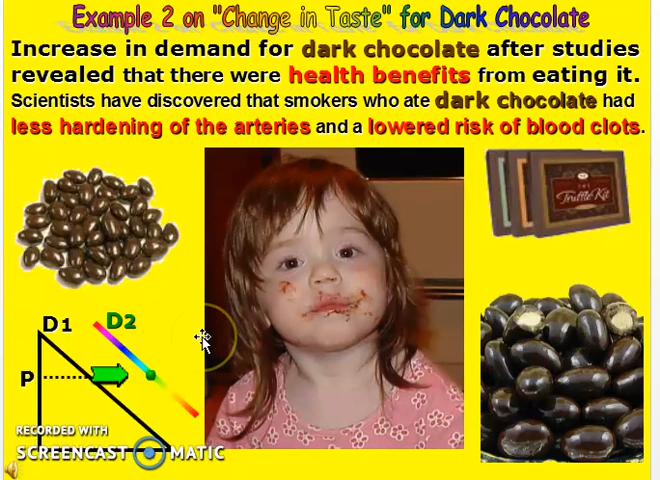 Example 2 on "Change in Taste" for Dark Chocolate
Increase in demand for dark chocolate after studies
revealed that there were health benefits from eating it.
Scientists have discovered that smokers who ate dark chocolate had
less hardening of the arteries and a lowered risk of blood clots.
Truffle Kit
D1
D2
P
RECORDED WITH
SCREENCAST MATIC